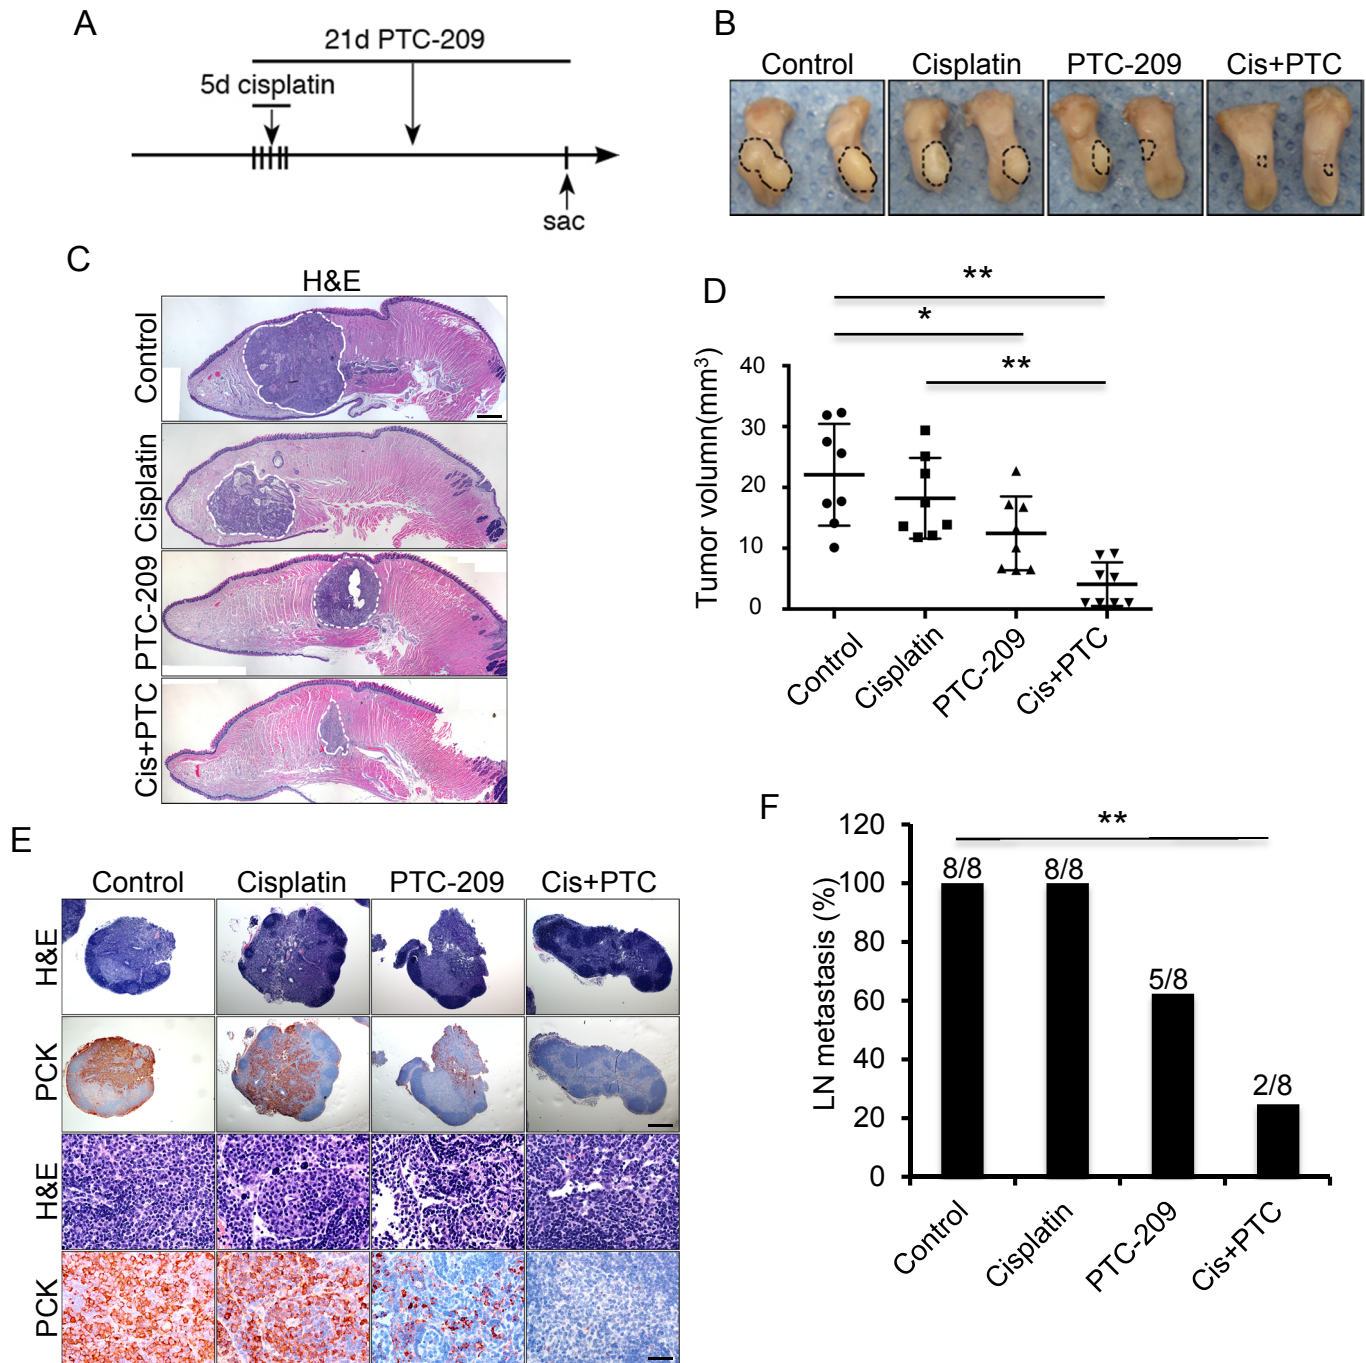 A
21d PTC-209
5d cisplatin
sac
B
Control Cisplatin PTC-209 Cis+PTC
C
H&E
Control
Cisplatin
PTC-209
Cis+PTC
D
**
*
**
Tumor volumn(mm³)
40
30
20
10
0
Control Cisplatin PTC-209 Cis+PTC
E
Control Cisplatin PTC-209 Cis+PTC
H&E
PCK
H&E
PCK
F
**
LN metastasis (%)
120
100
80
60
40
20
0
8/8 8/8 5/8 2/8
Control Cisplatin PTC-209 Cis+PTC